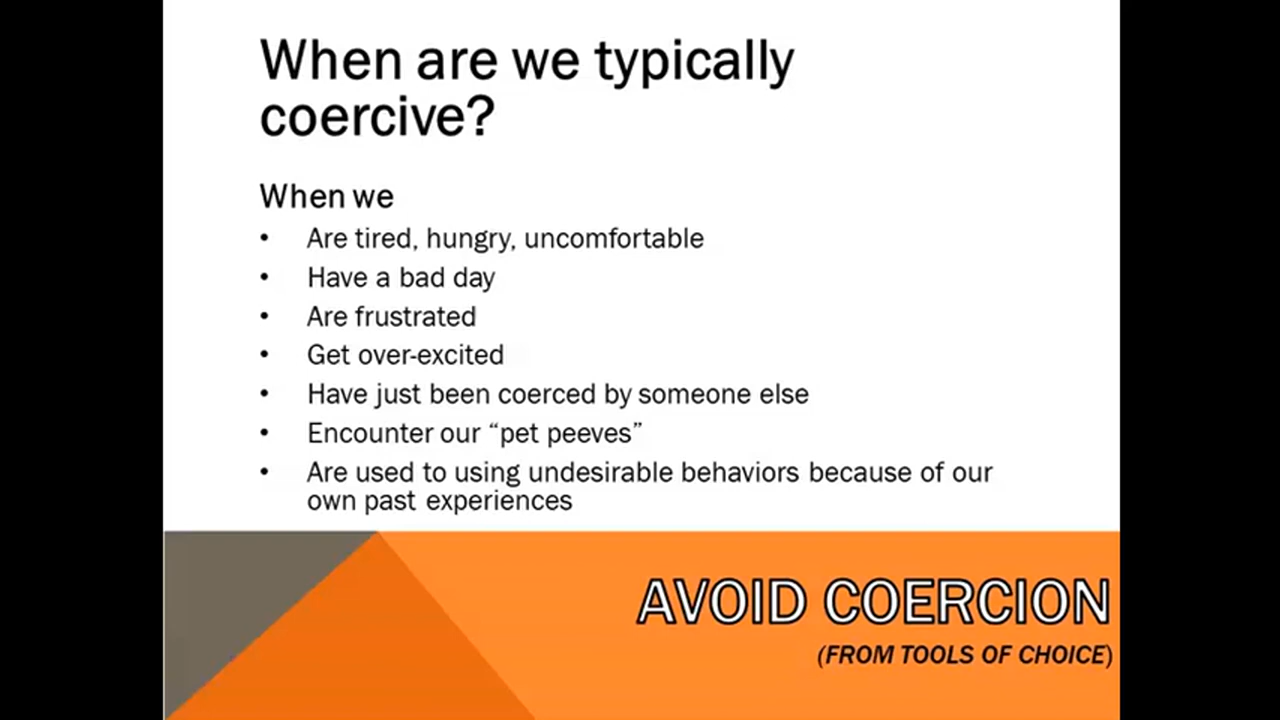 When are we typically
coercive?
When we
• Are tired, hungry, uncomfortable
• Have a bad day
• Are frustrated
• Get over-excited
• Have just been coerced by someone else
• Encounter our “pet peeves”
• Are used to using undesirable behaviors because of our
own past experiences
AVOID COERCION
(FROM TOOLS OF CHOICE)